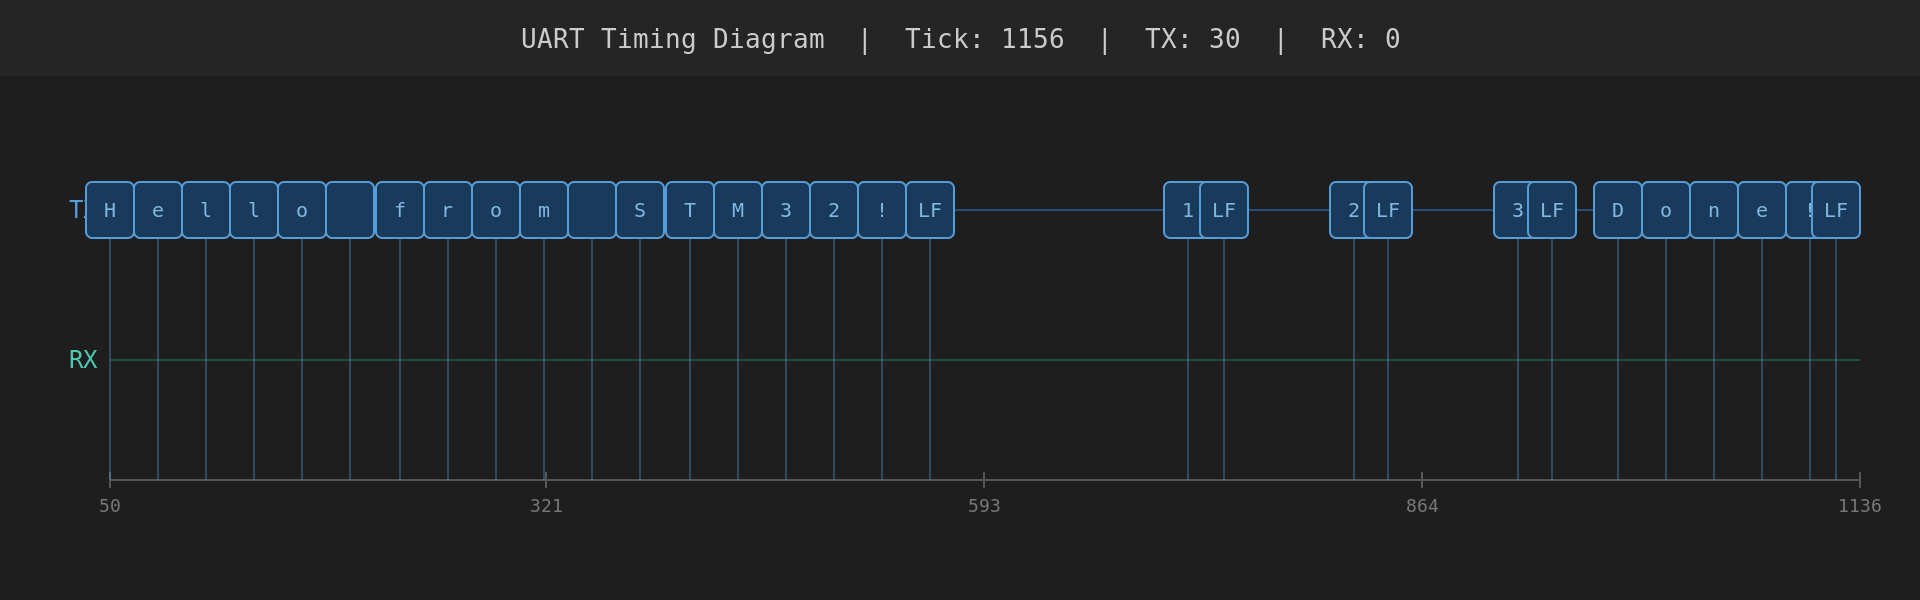 UART Timing Diagram | Tick: 1156 | TX: 30 | RX: 0
TX H e l l o f r o m S T M 3 2 ! LF 1 LF 2 LF 3 LF D o n e ! LF
RX
50 321 593 864 1136